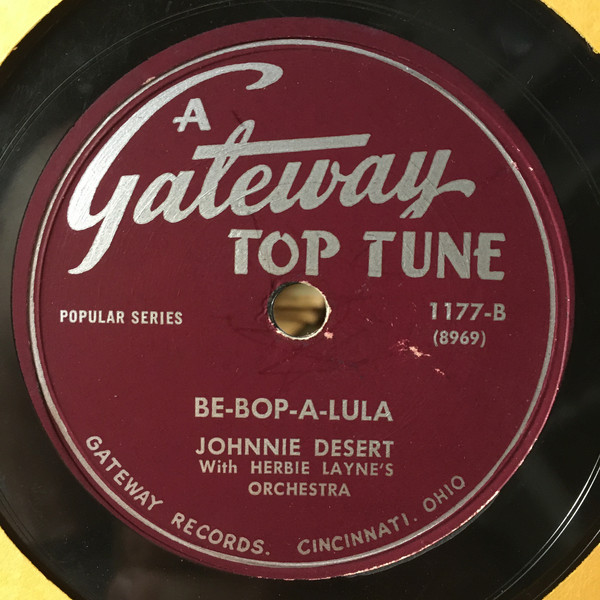 A
Gateway
TOP TUNE
POPULAR SERIES
1177-B
(8969)
BE-BOP-A-LULA
JOHNNIE DESERT
With HERBIE LAYNE'S
ORCHESTRA
GATEWAY RECORDS. CINCINNATI. OHIO